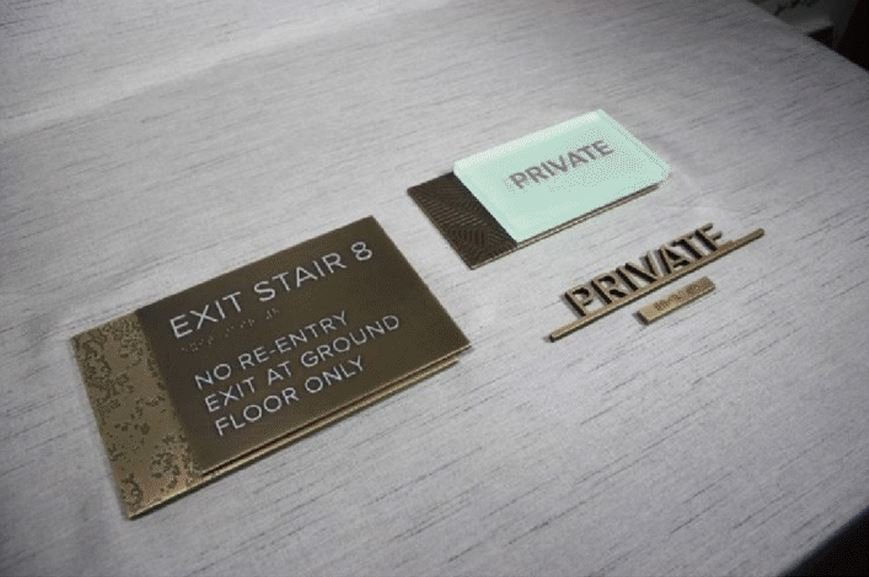 EXIT STAIR 8
NO RE-ENTRY
EXIT AT GROUND
FLOOR ONLY
PRIVATE
PRIVATE